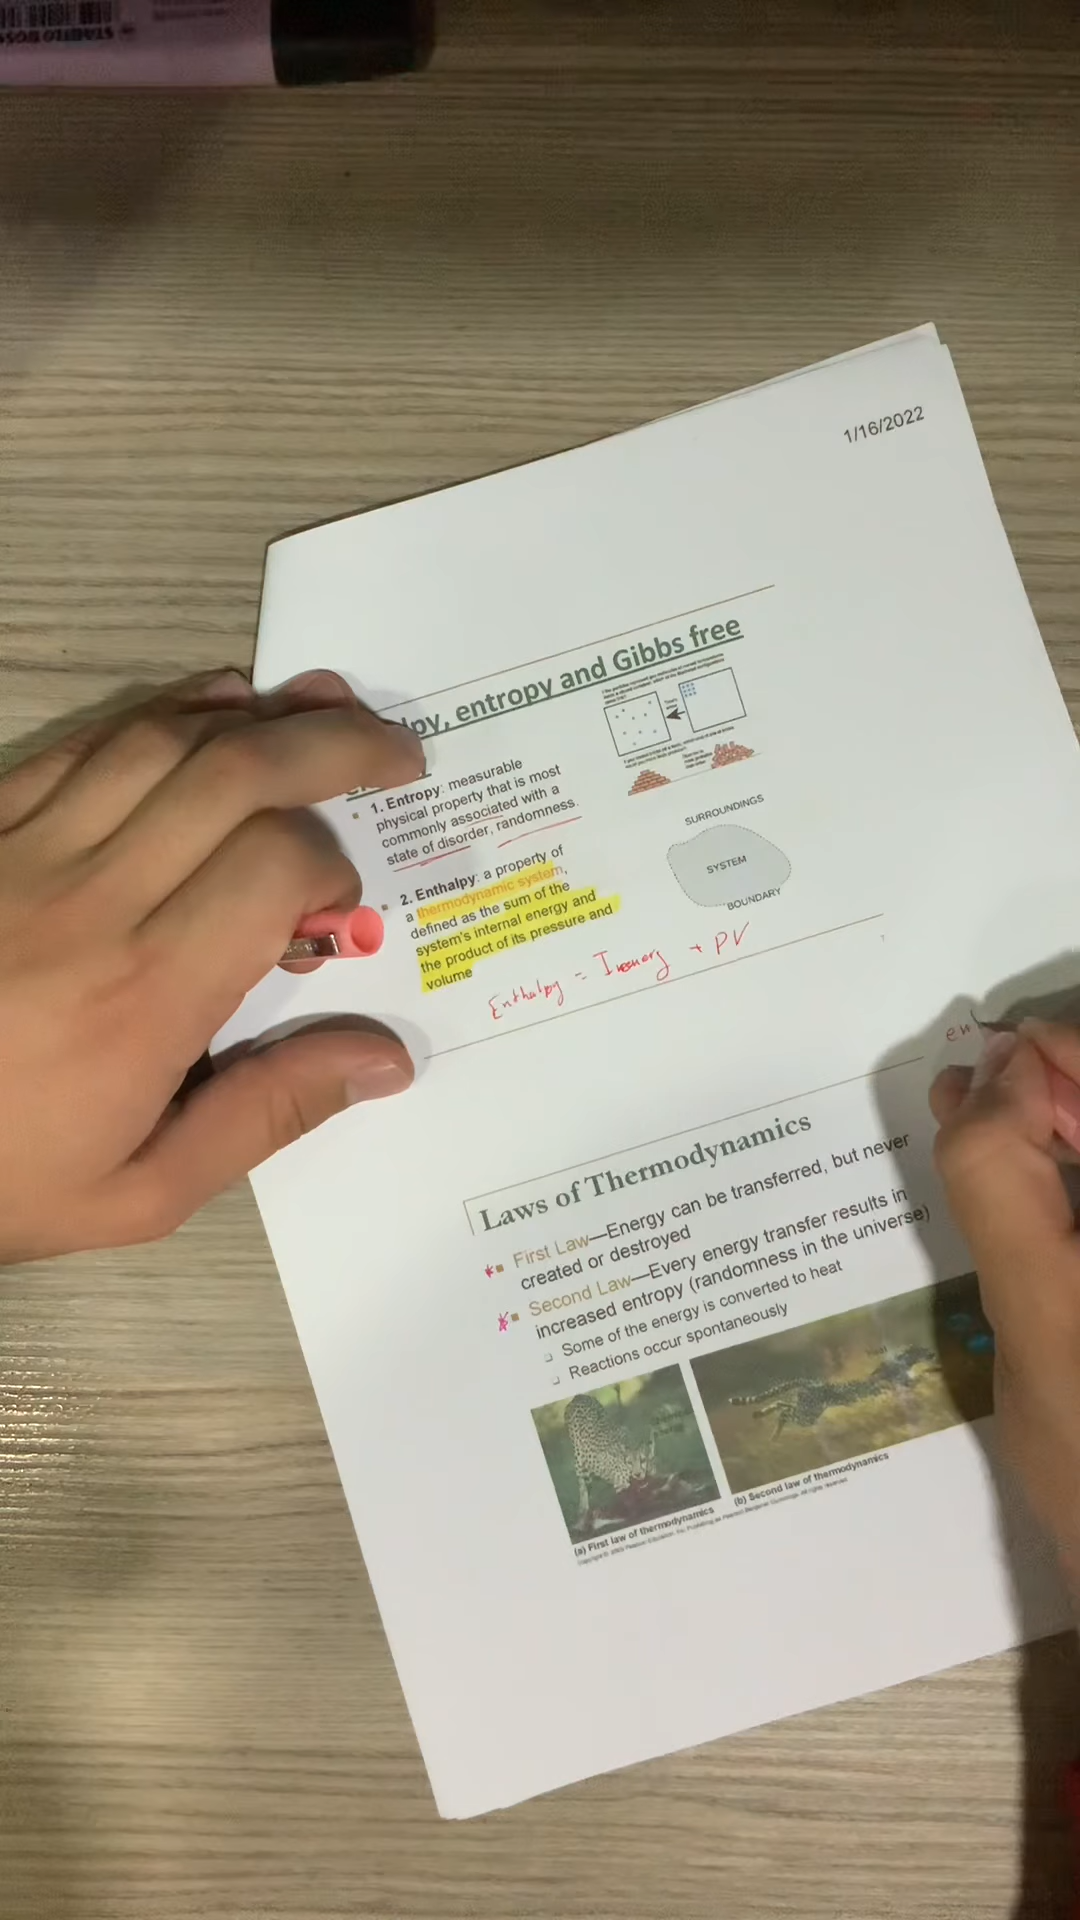 STABILO BOSS
1/16/2022
lpy, entropy and Gibbs free
1. Entropy: measurable
physical property that is most
commonly associated with a
state of disorder, randomness.
2. Enthalpy: a property of
a thermodynamic system,
defined as the sum of the
system's internal energy and
the product of its pressure and
volume
SURROUNDINGS
SYSTEM
BOUNDARY
Enthalpy = + PV
en
Laws of Thermodynamics
First Law—Energy can be transferred, but never
created or destroyed
Second Law—Every energy transfer results in
increased entropy (randomness in the universe)
Some of the energy is converted to heat
Reactions occur spontaneously
Heat
(a) First law of thermodynamics
(b) Second law of thermodynamics